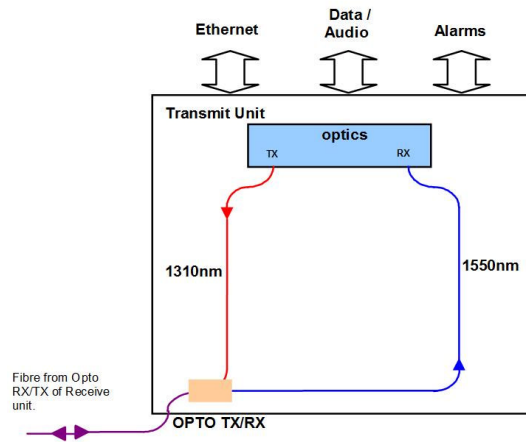 Ethernet
Data /
Audio
Alarms
Transmit Unit
optics
TX
RX
1310nm
1550nm
Fibre from Opto
RX/TX of Receive
unit.
OPTO TX/RX